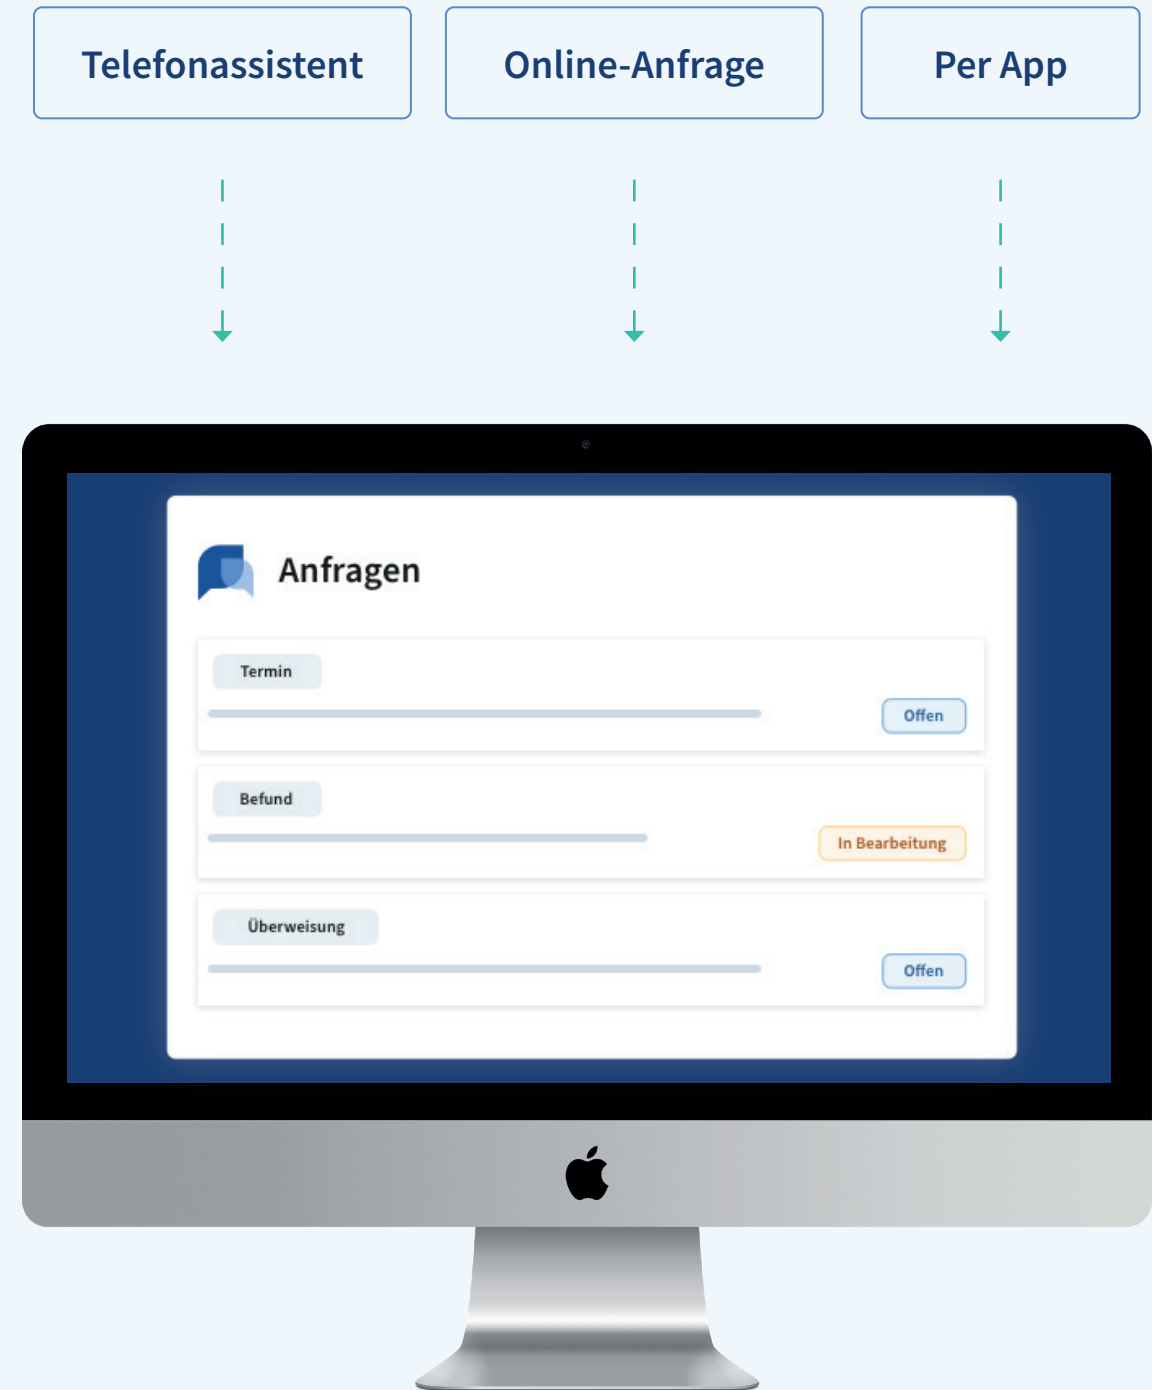 Telefonassistent
Online-Anfrage
Per App
Anfragen
Termin
Offen
Befund
In Bearbeitung
Überweisung
Offen